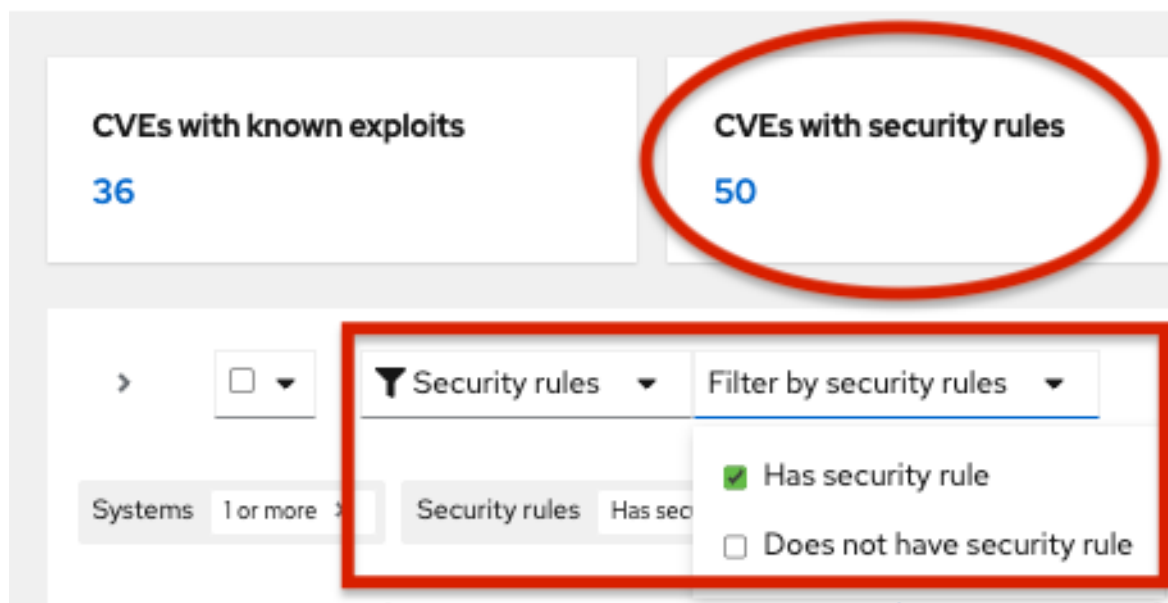 CVEs with known exploits
CVEs with security rules
36
50
Security rules
Filter by security rules
Has security rule
Systems 1 or more
Security rules
Does not have security rule